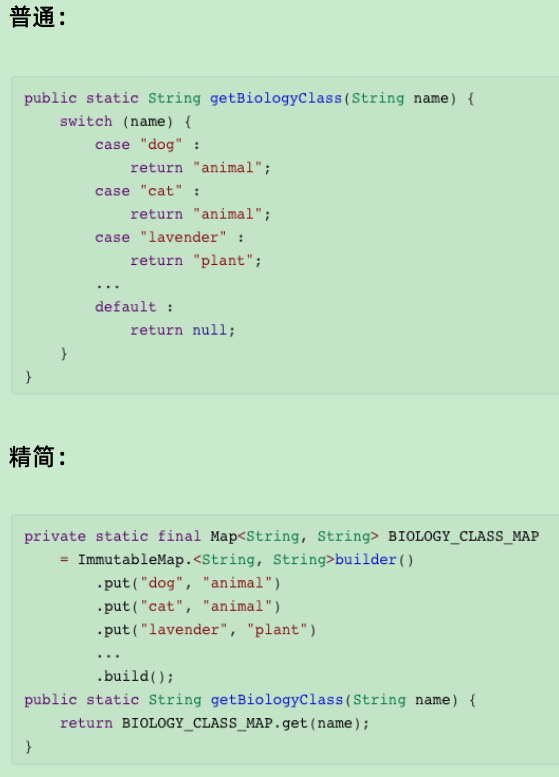 普通：
public static String getBiologyClass(String name) {
    switch (name) {
        case "dog" :
            return "animal";
        case "cat" :
            return "animal";
        case "lavender" :
            return "plant";
        ...
        default :
            return null;
    }
}
精简：
private static final Map<String, String> BIOLOGY_CLASS_MAP
    = ImmutableMap.<String, String>builder()
        .put("dog", "animal")
        .put("cat", "animal")
        .put("lavender", "plant")
        ...
        .build();
public static String getBiologyClass(String name) {
    return BIOLOGY_CLASS_MAP.get(name);
}